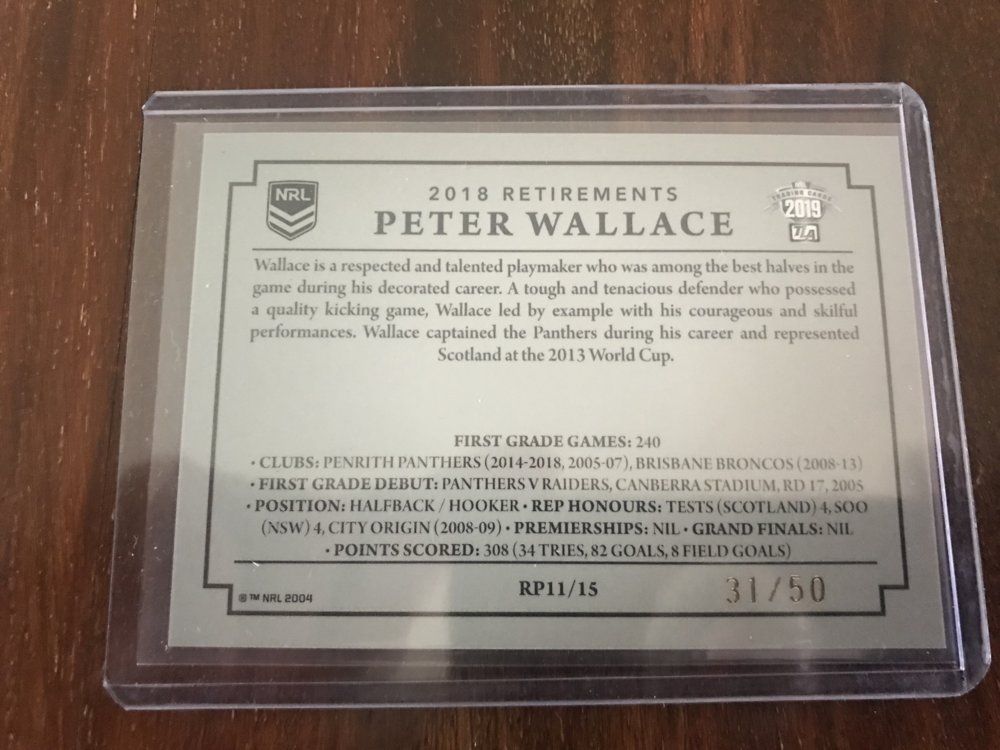 NRL
2018 RETIREMENTS
PETER WALLACE
NRL
TRADING CARDS
2019
TLA
Wallace is a respected and talented playmaker who was among the best halves in the
game during his decorated career. A tough and tenacious defender who possessed
a quality kicking game, Wallace led by example with his courageous and skilful
performances. Wallace captained the Panthers during his career and represented
Scotland at the 2013 World Cup.
FIRST GRADE GAMES: 240
• CLUBS: PENRITH PANTHERS (2014-2018, 2005-07), BRISBANE BRONCOS (2008-13)
• FIRST GRADE DEBUT: PANTHERS V RAIDERS, CANBERRA STADIUM, RD 17, 2005
• POSITION: HALFBACK / HOOKER • REP HONOURS: TESTS (SCOTLAND) 4, SOO
(NSW) 4, CITY ORIGIN (2008-09) • PREMIERSHIPS: NIL • GRAND FINALS: NIL
• POINTS SCORED: 308 (34 TRIES, 82 GOALS, 8 FIELD GOALS)
® ™ NRL 2004
RP11/15
31/50